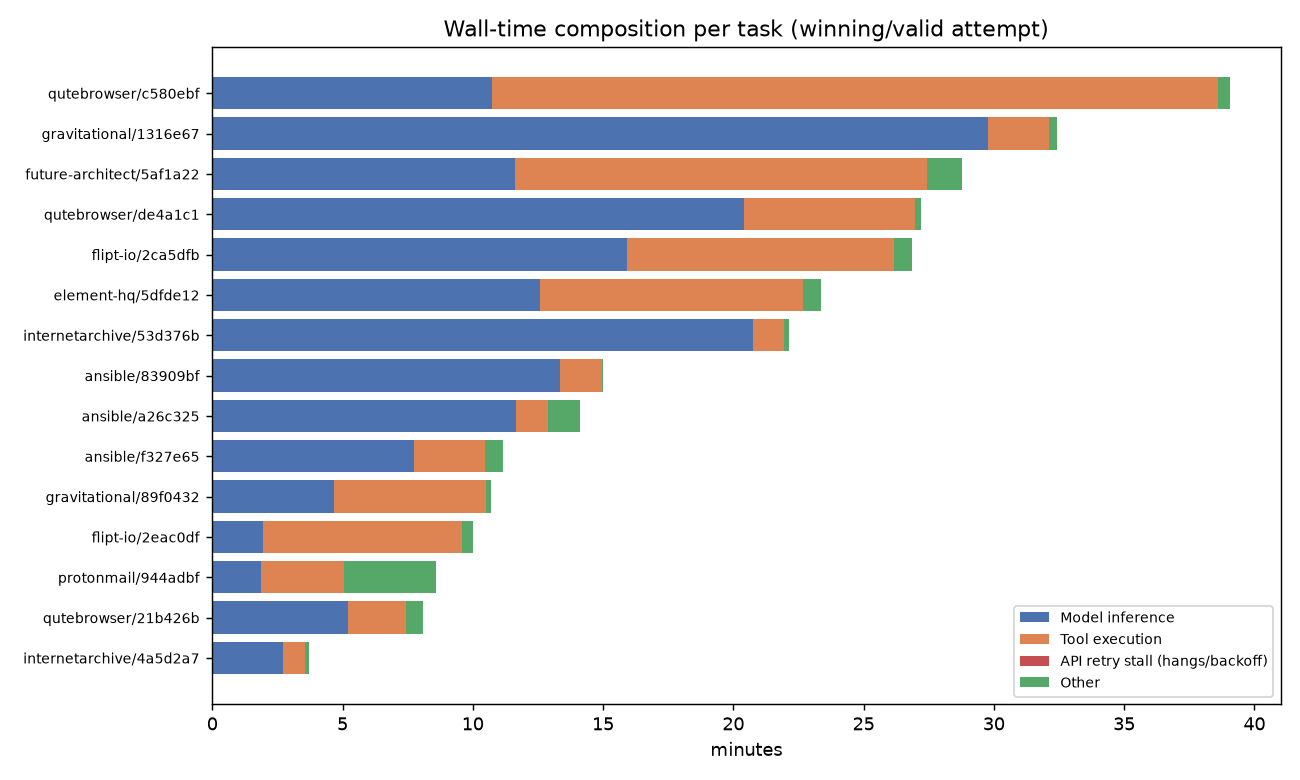 Wall-time composition per task (winning/valid attempt)
qutebrowser/c580ebf
gravitational/1316e67
future-architect/5af1a22
qutebrowser/de4a1c1
flipt-io/2ca5dfb
element-hq/5dfde12
internetarchive/53d376b
ansible/83909bf
ansible/a26c325
ansible/f327e65
gravitational/89f0432
flipt-io/2eac0df
protonmail/944adbf
qutebrowser/21b426b
internetarchive/4a5d2a7
Model inference
Tool execution
API retry stall (hangs/backoff)
Other
0 5 10 15 20 25 30 35 40
minutes